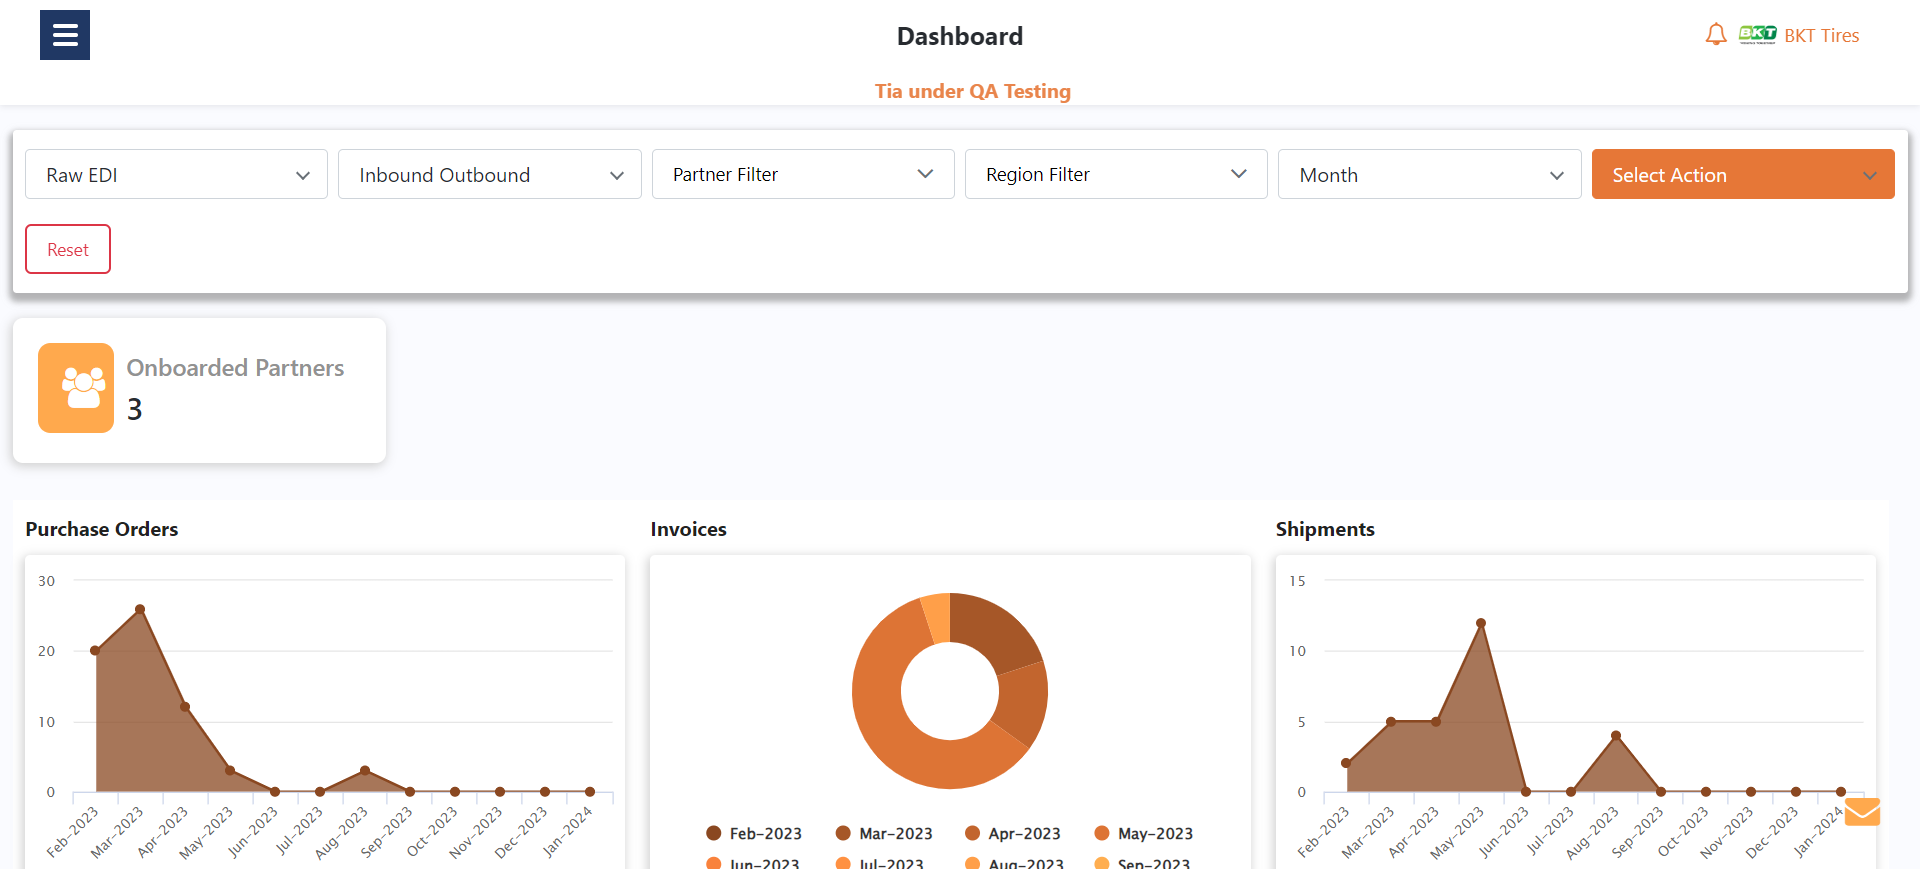 Dashboard
BKT BKT Tires
Tia under QA Testing
Raw EDI
Inbound Outbound
Partner Filter
Region Filter
Month
Select Action
Reset
Onboarded Partners
3
Purchase Orders
30
20
10
0
Feb-2023
Mar-2023
Apr-2023
May-2023
Jun-2023
Jul-2023
Aug-2023
Sep-2023
Oct-2023
Nov-2023
Dec-2023
Jan-2024
Invoices
Feb-2023
Mar-2023
Apr-2023
May-2023
Jun-2023
Jul-2023
Aug-2023
Sep-2023
Shipments
15
10
5
0
Feb-2023
Mar-2023
Apr-2023
May-2023
Jun-2023
Jul-2023
Aug-2023
Sep-2023
Oct-2023
Nov-2023
Dec-2023
Jan-2024